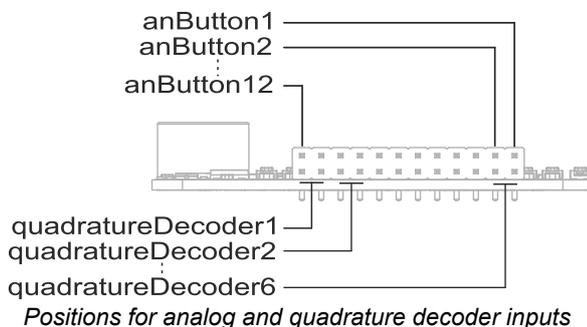 anButton1
anButton2
anButton12
quadratureDecoder1
quadratureDecoder2
quadratureDecoder6
Positions for analog and quadrature decoder inputs